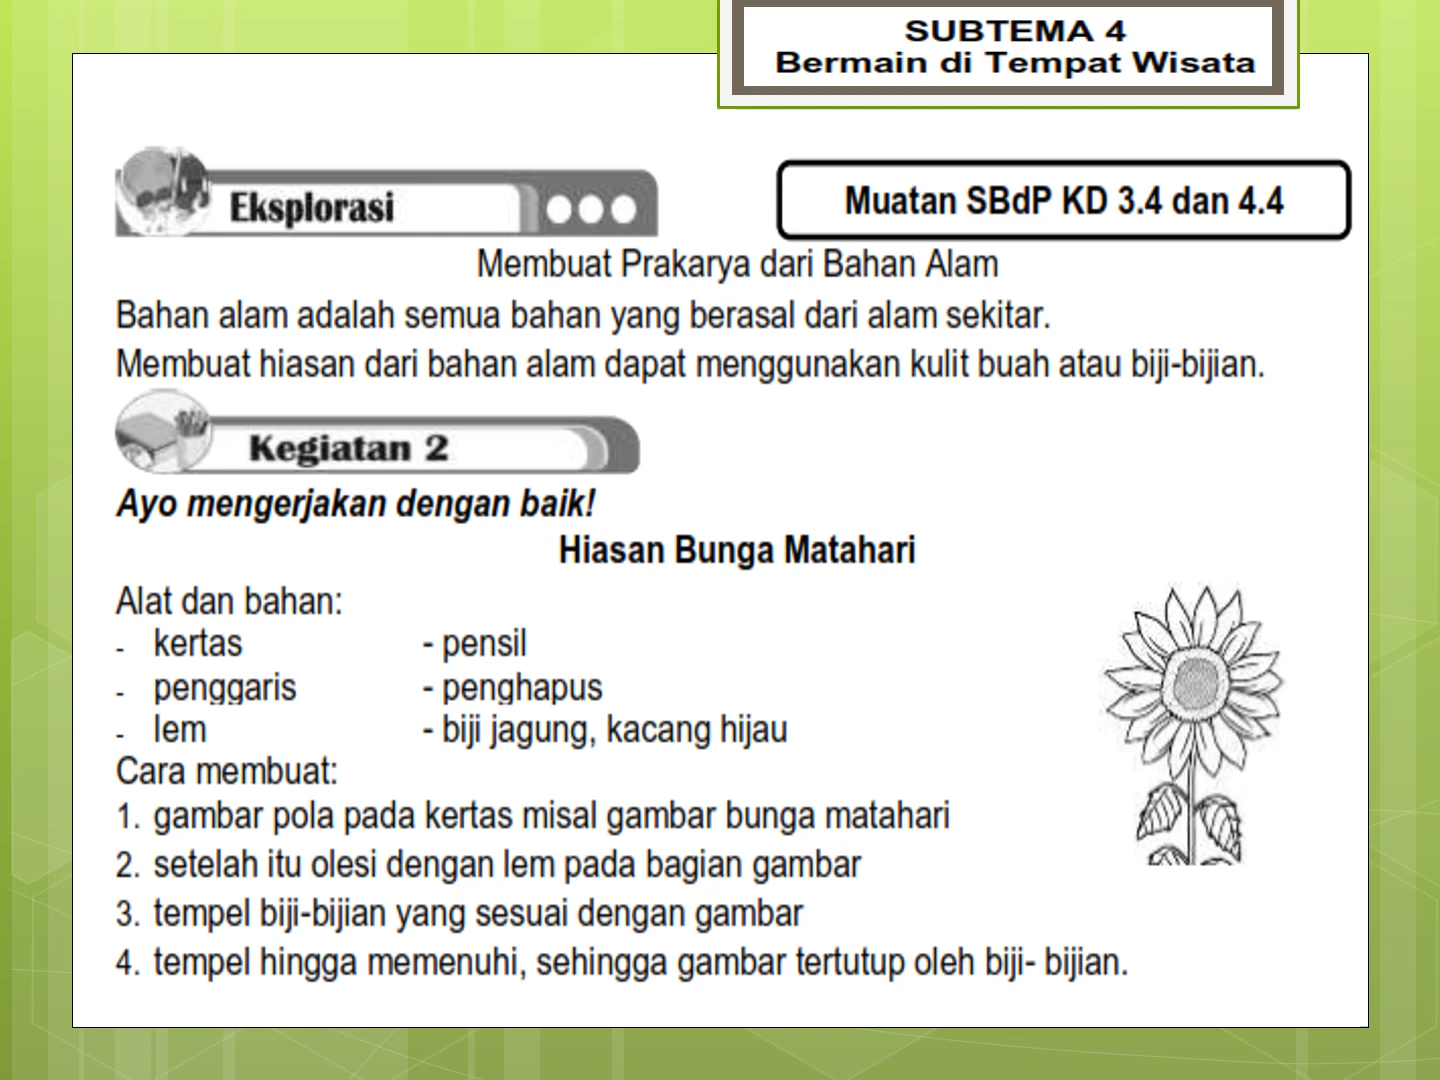 SUBTEMA 4
Bermain di Tempat Wisata
Eksplorasi
Muatan SBdP KD 3.4 dan 4.4
Membuat Prakarya dari Bahan Alam
Bahan alam adalah semua bahan yang berasal dari alam sekitar.
Membuat hiasan dari bahan alam dapat menggunakan kulit buah atau biji-bijian.
Kegiatan 2
Ayo mengerjakan dengan baik!
Hiasan Bunga Matahari
Alat dan bahan:
- kertas - pensil
- penggaris - penghapus
- lem - biji jagung, kacang hijau
Cara membuat:
1. gambar pola pada kertas misal gambar bunga matahari
2. setelah itu olesi dengan lem pada bagian gambar
3. tempel biji-bijian yang sesuai dengan gambar
4. tempel hingga memenuhi, sehingga gambar tertutup oleh biji- bijian.